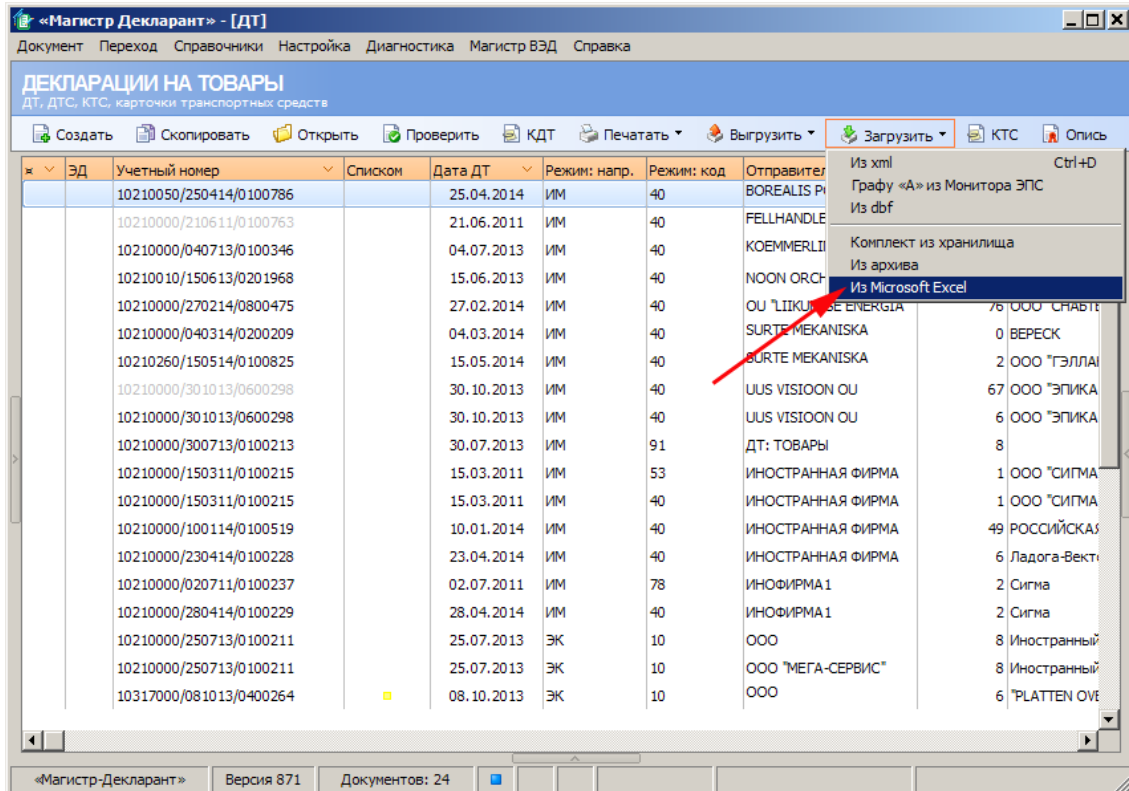 «Магистр Декларант» - [ДТ]
Документ Переход Справочники Настройка Диагностика Магистр ВЭД Справка
ДЕКЛАРАЦИИ НА ТОВАРЫ
ДТ, ДТС, КТС, карточки транспортных средств
Создать Скопировать Открыть Проверить КДТ Печатать Выгрузить Загрузить КТС Опись
ЭД Учетный номер Списком Дата ДТ Режим: напр. Режим: код Отправител
Из xml Ctrl+D
Графу «А» из Монитора ЭПС
Из dbf
Комплект из хранилища
Из архива
Из Microsoft Excel
10210050/250414/0100786 25.04.2014 ИМ 40 BOREALIS
10210000/210611/0100763 21.06.2011 ИМ 40 FELLHANDLE
10210000/040713/0100346 04.07.2013 ИМ 40 KOEMMERLI
10210010/150613/0201968 15.06.2013 ИМ 40 NOON ORCH
10210000/270214/0800475 27.02.2014 ИМ 40 OU ENERGIA 76 ООО "СНАБТЕ
10210000/040314/0200209 04.03.2014 ИМ 40 SURTE MEKANISKA 0 ВЕРЕСК
10210260/150514/0100825 15.05.2014 ИМ 40 SURTE MEKANISKA 2 ООО "ГЭЛЛА
10210000/301013/0600298 30.10.2013 ИМ 40 UUS VISIOON OU 67 ООО "ЭПИКА
10210000/301013/0600298 30.10.2013 ИМ 40 UUS VISIOON OU 6 ООО "ЭПИКА
10210000/300713/0100213 30.07.2013 ИМ 91 ДТ: ТОВАРЫ 8
10210000/150311/0100215 15.03.2011 ИМ 53 ИНОСТРАННАЯ ФИРМА 1 ООО "СИГМА
10210000/150311/0100215 15.03.2011 ИМ 40 ИНОСТРАННАЯ ФИРМА 1 ООО "СИГМА
10210000/100114/0100519 10.01.2014 ИМ 40 ИНОСТРАННАЯ ФИРМА 49 РОССИЙСКАЯ
10210000/230414/0100228 23.04.2014 ИМ 40 ИНОСТРАННАЯ ФИРМА 6 Ладога-Векто
10210000/020711/0100237 02.07.2011 ИМ 78 ИНОФИРМА1 2 Сигма
10210000/280414/0100229 28.04.2014 ИМ 40 ИНОФИРМА1 2 Сигма
10210000/250713/0100211 25.07.2013 ЭК 10 ООО 8 Иностранный
10210000/250713/0100211 25.07.2013 ЭК 10 ООО "МЕГА-СЕРВИС" 8 Иностранный
10317000/081013/0400264 08.10.2013 ЭК 10 ООО 6 "PLATTEN OVE
«Магистр-Декларант» Версия 871 Документов: 24